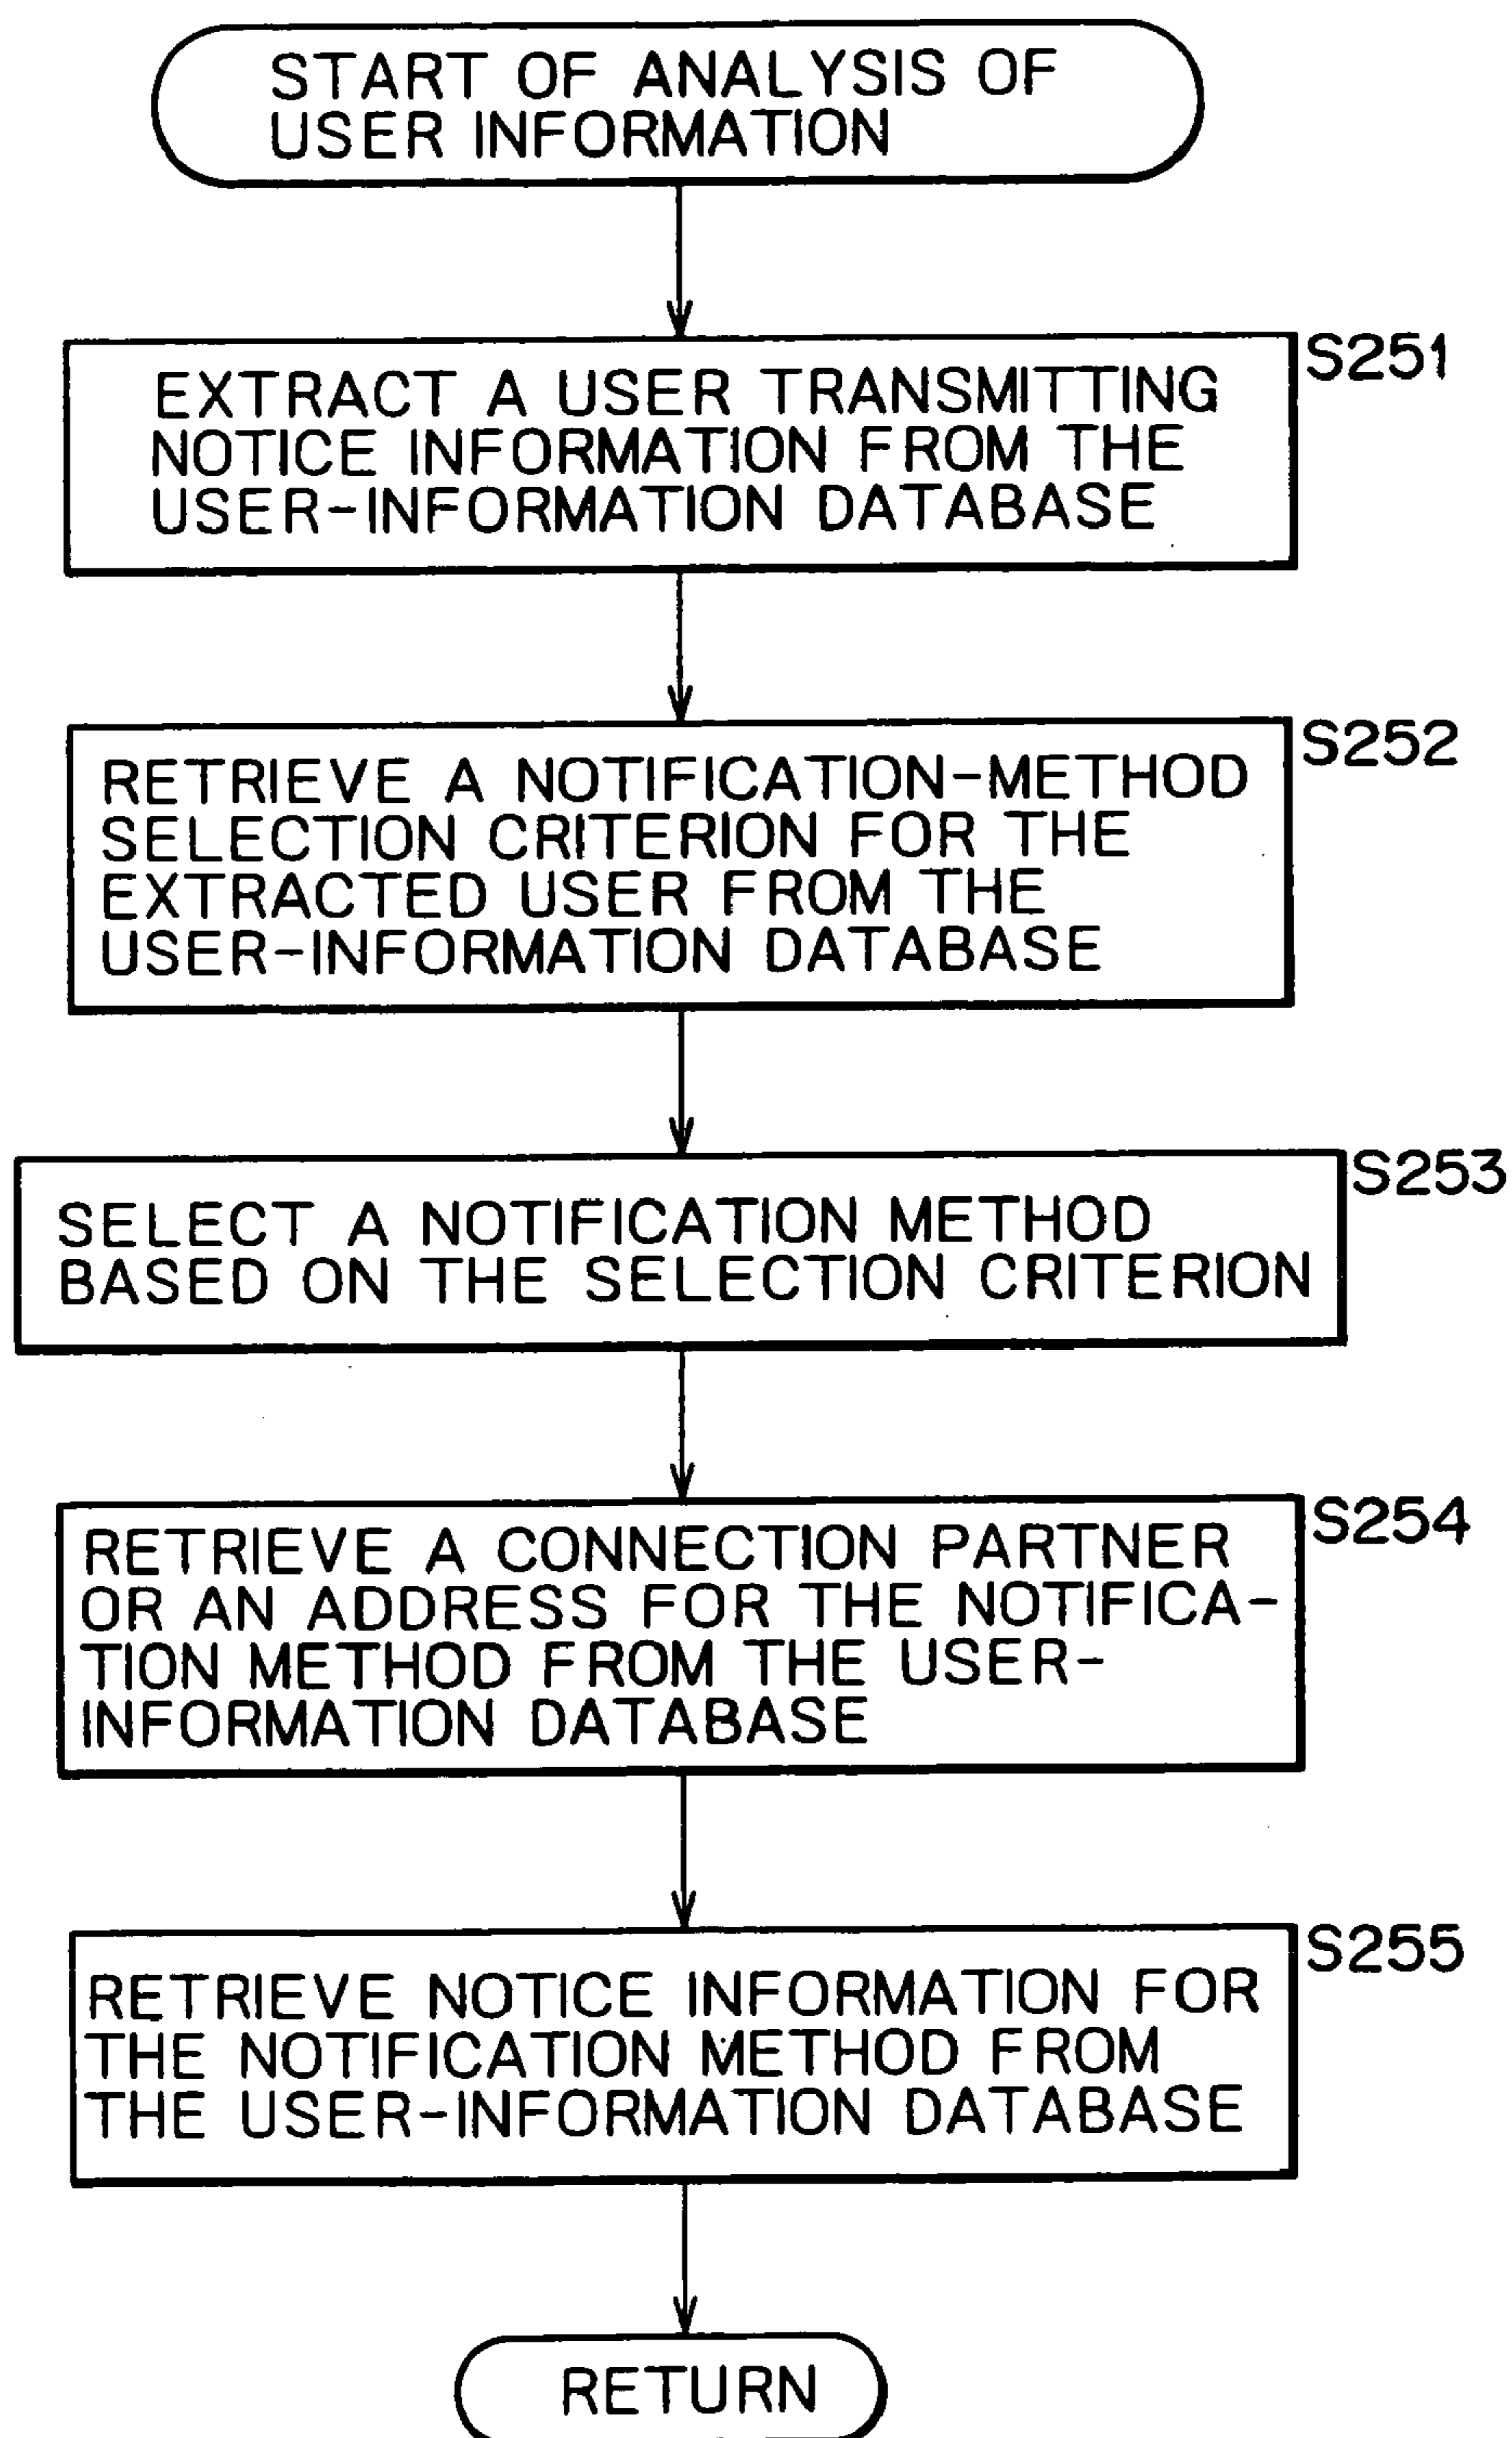 START OF ANALYSIS OF
USER INFORMATION
S251
EXTRACT A USER TRANSMITTING
NOTICE INFORMATION FROM THE
USER-INFORMATION DATABASE
S252
RETRIEVE A NOTIFICATION-METHOD
SELECTION CRITERION FOR THE
EXTRACTED USER FROM THE
USER-INFORMATION DATABASE
S253
SELECT A NOTIFICATION METHOD
BASED ON THE SELECTION CRITERION
S254
RETRIEVE A CONNECTION PARTNER
OR AN ADDRESS FOR THE NOTIFICA-
TION METHOD FROM THE USER-
INFORMATION DATABASE
S255
RETRIEVE NOTICE INFORMATION FOR
THE NOTIFICATION METHOD FROM
THE USER-INFORMATION DATABASE
RETURN